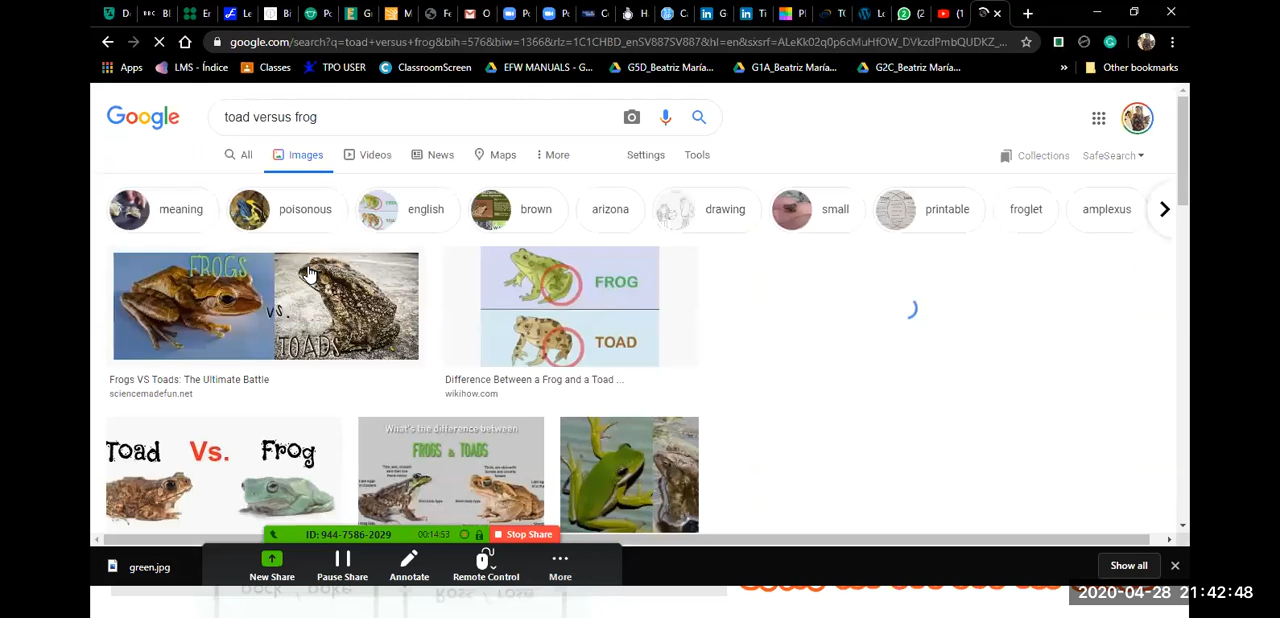 google.com/search?q=toad+versus+frog&bih=576&biw=1366&rlz=1C1CHBD_enSV887SV887&hl=en&sxsrf=ALeKk02q0p6cMuHfOW_DVkzdPmbQUDKZ_...
Apps LMS - Índice Classes TPO USER ClassroomScreen EFW MANUALS - G... G5D_Beatriz María... G1A_Beatriz María... G2C_Beatriz María... » Other bookmarks
Google toad versus frog
All Images Videos News Maps More Settings Tools Collections SafeSearch
meaning poisonous english brown arizona drawing small printable froglet amplexus
FROGS
vs.
TOADS
FROG
TOAD
Frogs VS Toads: The Ultimate Battle
sciencemadefun.net
Difference Between a Frog and a Toad ...
wikihow.com
Toad Vs. Frog
What's the difference between
FROGS & TOADS
ID: 944-7586-2029 00:14:53 Stop Share
New Share Pause Share Annotate Remote Control More
green.jpg Show all
2020-04-28 21:42:48